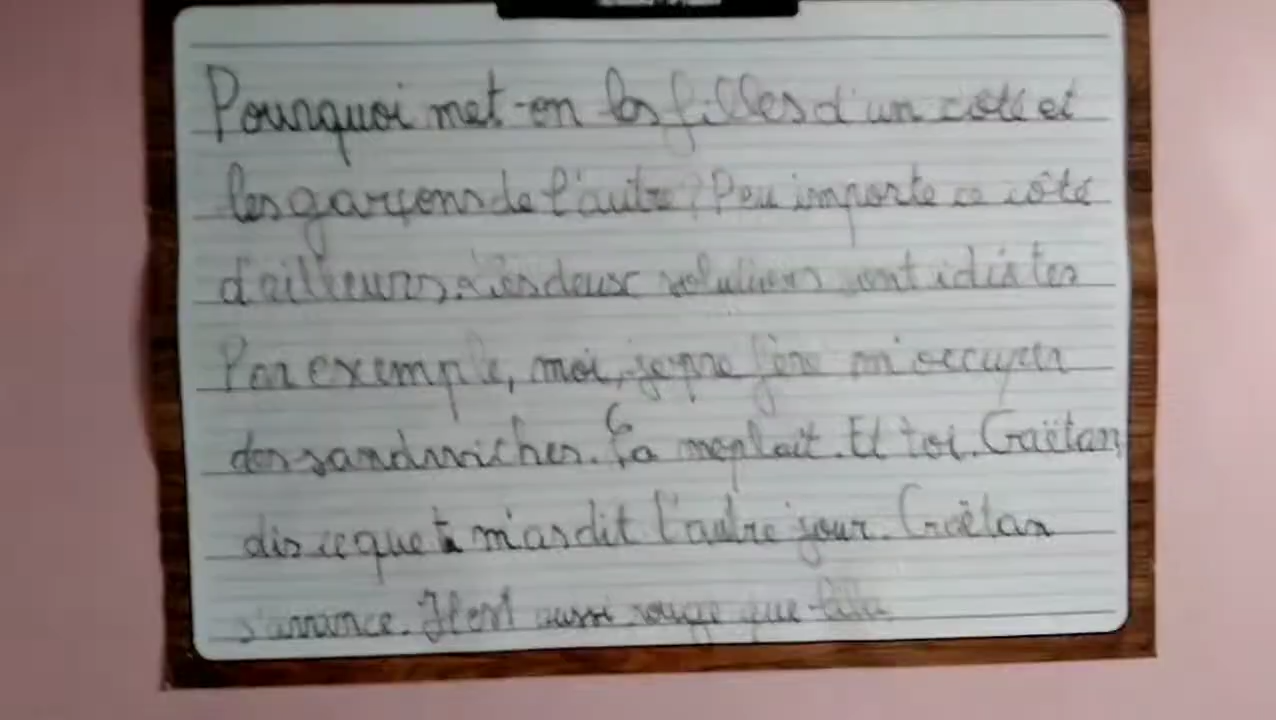 Pourquoi met-on les filles d'un côté et
les garçons de l'autre ? Peu importe ce côté
d'ailleurs. Les deux solutions sont idiotes
Par exemple, moi, je préfère m'occuper
des sandwiches. Ça me plait. Et toi. Gaëtan,
dis ce que tu m'as dit l'autre jour. Gaëtan
s'avance. Il est aussi rouge que